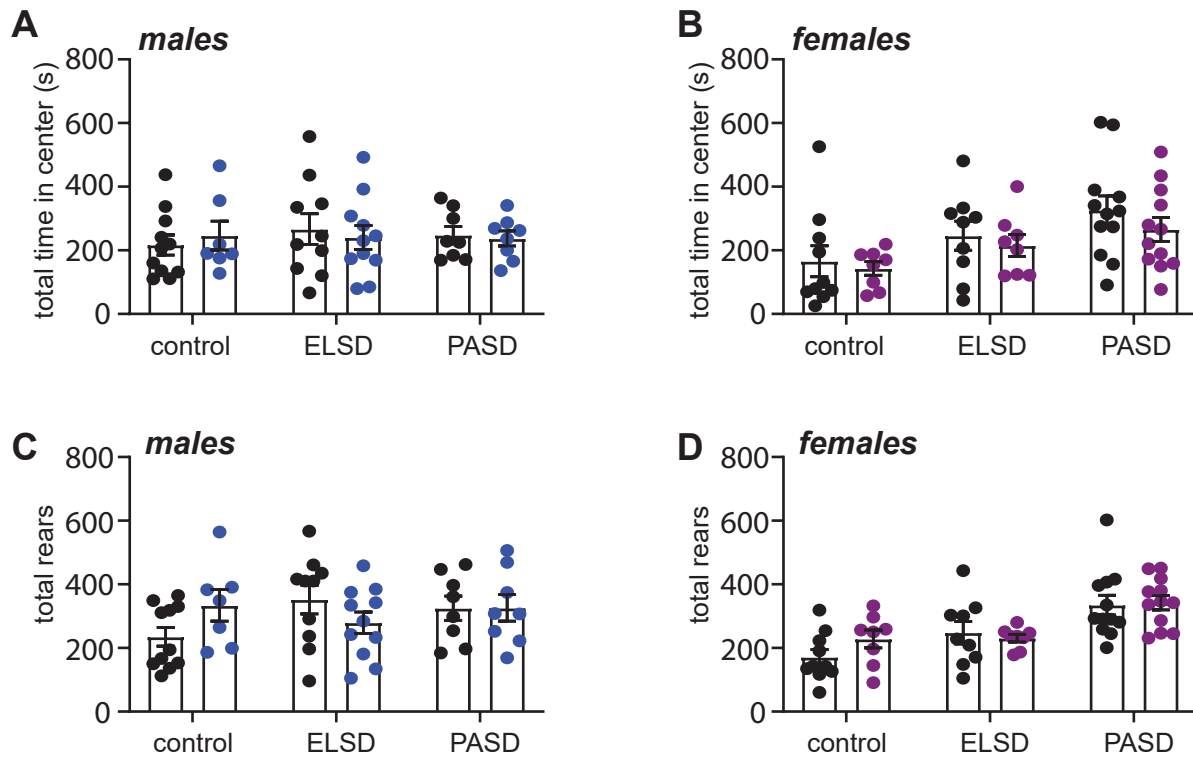 A
males
total time in center (s)
800
600
400
200
0
control
ELSD
PASD
B
females
total time in center (s)
800
600
400
200
0
control
ELSD
PASD
C
males
total rears
800
600
400
200
0
control
ELSD
PASD
D
females
total rears
800
600
400
200
0
control
ELSD
PASD